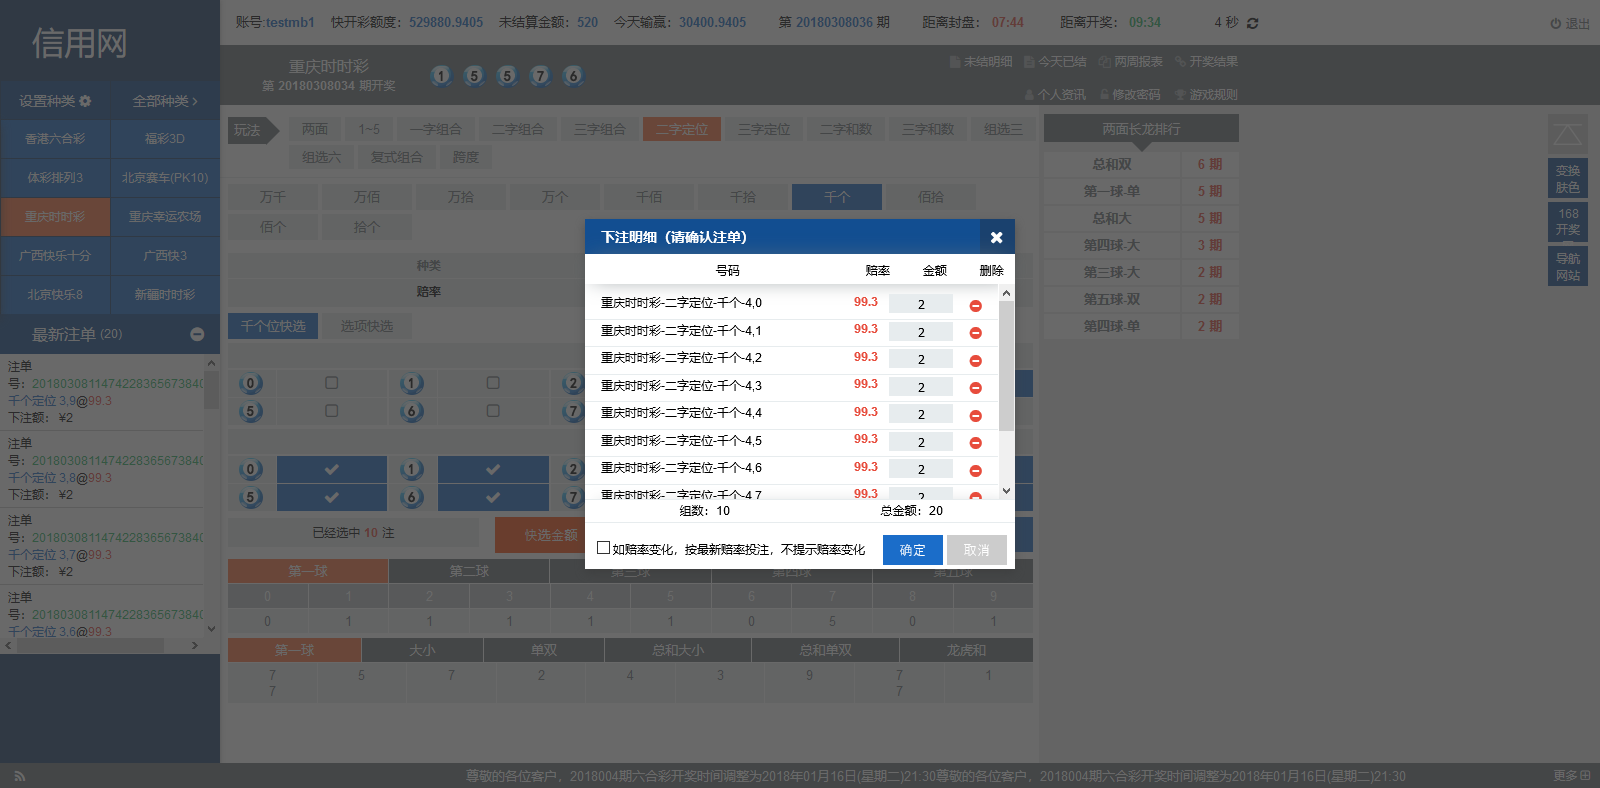 信用网
账号:testmb1 快开彩额度：529880.9405 未结算金额：520 今天输赢：30400.9405 第 20180308036 期 距离封盘：07:44 距离开奖：09:34 4 秒 退出
重庆时时彩
第 20180308034 期开奖
1 5 5 7 6
未结明细 今天已结 两周报表 开奖结果
个人资讯 修改密码 游戏规则
设置种类 全部种类
香港六合彩 福彩3D
体彩排列3 北京赛车(PK10)
重庆时时彩 重庆幸运农场
广西快乐十分 广西快3
北京快乐8 新疆时时彩
最新注单 (20)
注单
号：2018030811474228365673840
千个定位 3,9@99.3
下注额： ¥2
注单
号：2018030811474228365673840
千个定位 3,8@99.3
下注额： ¥2
注单
号：2018030811474228365673840
千个定位 3,7@99.3
下注额： ¥2
注单
号：2018030811474228365673840
千个定位 3,6@99.3
玩法 两面 1~5 一字组合 二字组合 三字组合 二字定位 三字定位 二字和数 三字和数 组选三
组选六 复式组合 跨度
万千 万佰 万拾 万个 千佰 千拾 千个 佰拾
佰个 拾个
种类
赔率
千个位快选 选项快选
0 1 2
5 6 7
0 1 2
5 6 7
已经选中 10 注 快选金额
下注明细（请确认注单）
号码 赔率 金额 删除
重庆时时彩-二字定位-千个-4,0 99.3 2
重庆时时彩-二字定位-千个-4,1 99.3 2
重庆时时彩-二字定位-千个-4,2 99.3 2
重庆时时彩-二字定位-千个-4,3 99.3 2
重庆时时彩-二字定位-千个-4,4 99.3 2
重庆时时彩-二字定位-千个-4,5 99.3 2
重庆时时彩-二字定位-千个-4,6 99.3 2
重庆时时彩-二字定位-千个-4,7 99.3 2
组数：10 总金额：20
如赔率变化，按最新赔率投注，不提示赔率变化 确定 取消
第一球 第二球 第三球 第四球 第五球
0 1 2 3 4 5 6 7 8 9
0 1 1 1 1 1 0 5 0 1
第一球 大小 单双 总和大小 总和单双 龙虎和
7 5 7 2 4 3 9 7 1
7 7
两面长龙排行
总和双 6 期
第一球-单 5 期
总和大 5 期
第四球-大 3 期
第三球-大 2 期
第五球-双 2 期
第四球-单 2 期
变换
肤色
168
开奖
导航
网站
尊敬的各位客户，2018004期六合彩开奖时间调整为2018年01月16日(星期二)21:30尊敬的各位客户，2018004期六合彩开奖时间调整为2018年01月16日(星期二)21:30
更多